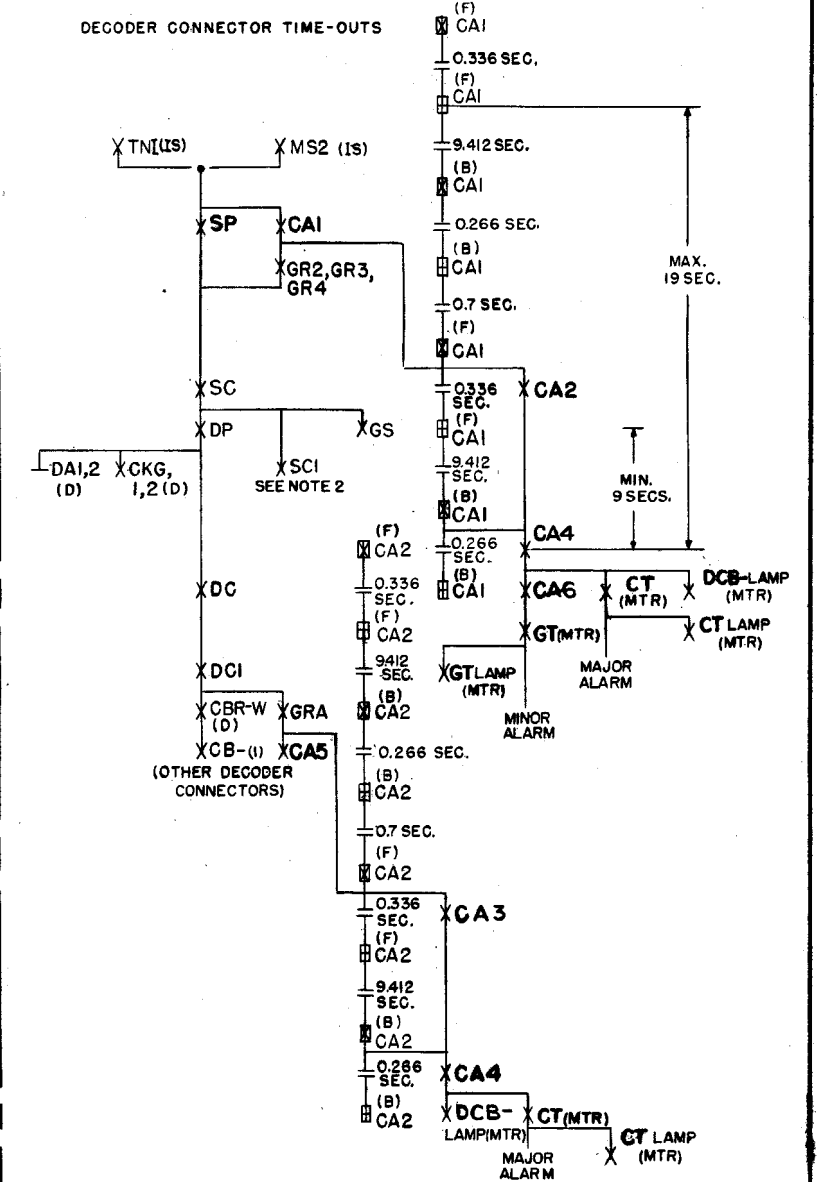 DECODER CONNECTOR TIME-OUTS
(F)
CA1
0.336 SEC.
(F)
CA1
9.412 SEC.
(B)
CA1
0.266 SEC.
(B)
CA1
0.7 SEC.
(F)
CA1
0.336
SEC.
(F)
CA1
9.412
SEC.
(B)
CA1
0.266
SEC.
(B)
CA1
MAX.
19 SEC.
MIN.
9 SECS.
TN1(IS)
MS2 (IS)
SP
CA1
GR2,GR3,
GR4
SC
DP
GS
DA1,2
(D)
CKG,
1,2(D)
SC1
SEE NOTE 2
CA2
CA4
CA6
CT
(MTR)
DCB-LAMP
(MTR)
GT(MTR)
CT LAMP
(MTR)
GT LAMP
(MTR)
MAJOR
ALARM
MINOR
ALARM
DC
DC1
CBR-W
(D)
GRA
CB-(1)
CA5
(OTHER DECODER
CONNECTORS)
(F)
CA2
0.336
SEC.
(F)
CA2
9.412
SEC.
(B)
CA2
0.266 SEC.
(B)
CA2
0.7 SEC.
(F)
CA2
0.336
SEC.
(F)
CA2
9.412
SEC.
(B)
CA2
0.266
SEC.
(B)
CA2
CA3
CA4
DCB-
LAMP(MTR)
CT(MTR)
CT LAMP
(MTR)
MAJOR
ALARM